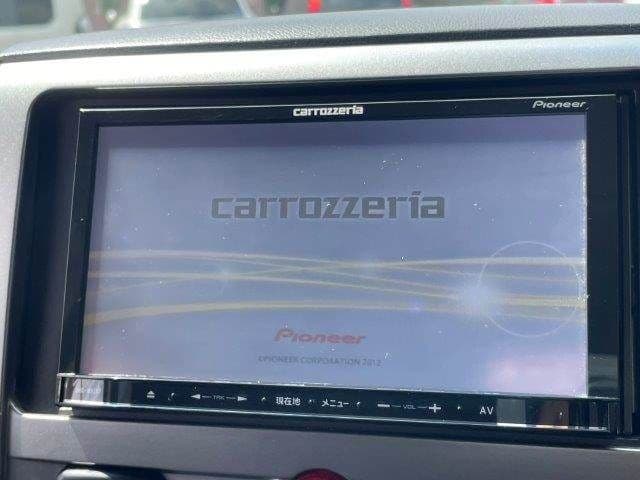 carrozzeria
Pioneer
carrozzeria
Pioneer
©PIONEER CORPORATION 2012
TRK 現在地 メニュー − VOL + AV